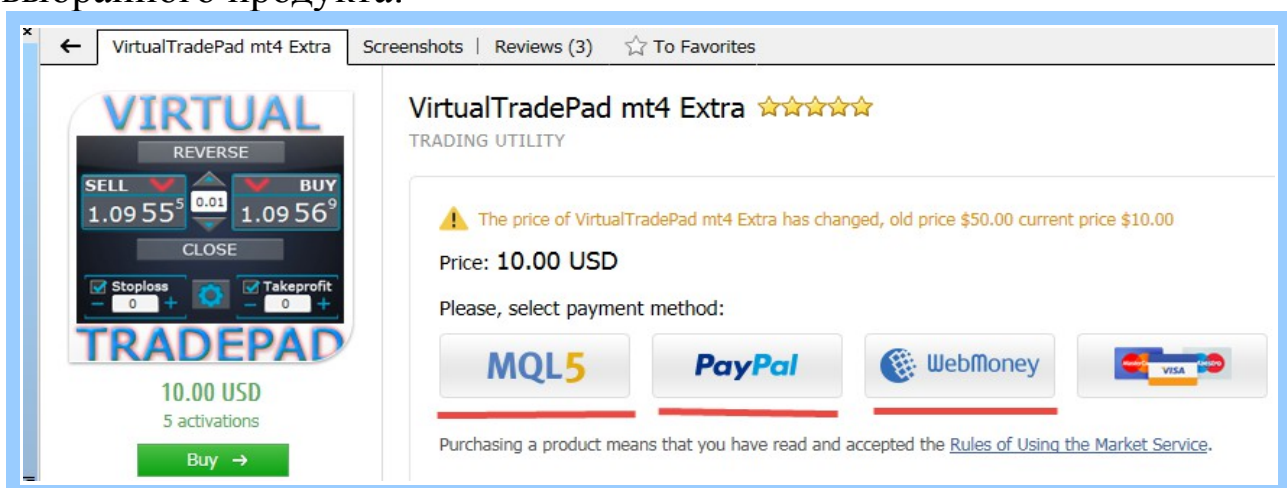 выбранного продукта.
VirtualTradePad mt4 Extra Screenshots | Reviews (3) To Favorites
VIRTUAL
REVERSE
SELL BUY
1.09 55⁵ 0.01 1.09 56⁹
CLOSE
Stoploss Takeprofit
− 0 + − 0 +
TRADEPAD
10.00 USD
5 activations
Buy →
VirtualTradePad mt4 Extra
TRADING UTILITY
The price of VirtualTradePad mt4 Extra has changed, old price $50.00 current price $10.00
Price: 10.00 USD
Please, select payment method:
MQL5 PayPal WebMoney VISA
Purchasing a product means that you have read and accepted the Rules of Using the Market Service.